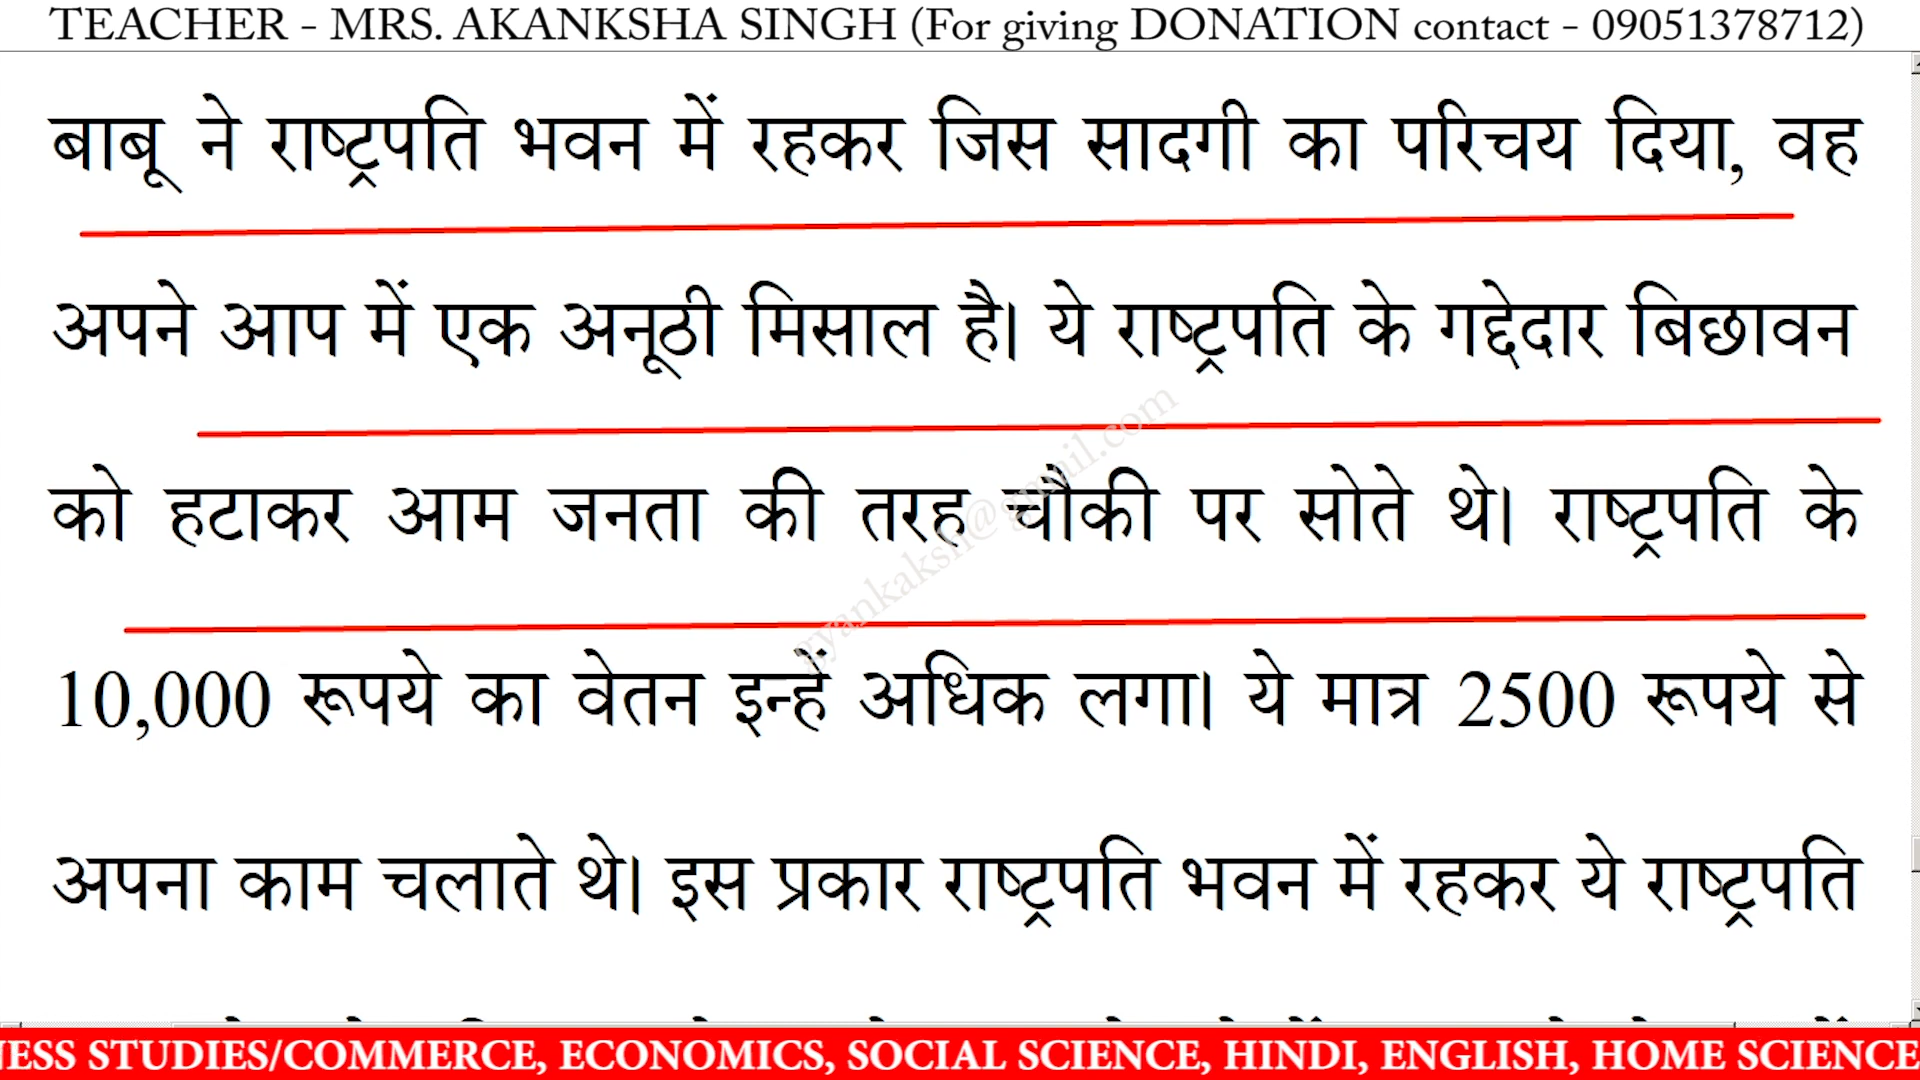 TEACHER - MRS. AKANKSHA SINGH (For giving DONATION contact - 09051378712)
बाबू ने राष्ट्रपति भवन में रहकर जिस सादगी का परिचय दिया, वह
अपने आप में एक अनूठी मिसाल है। ये राष्ट्रपति के गद्देदार बिछावन
को हटाकर आम जनता की तरह चौकी पर सोते थे। राष्ट्रपति के
10,000 रूपये का वेतन इन्हें अधिक लगा। ये मात्र 2500 रूपये से
अपना काम चलाते थे। इस प्रकार राष्ट्रपति भवन में रहकर ये राष्ट्रपति
NESS STUDIES/COMMERCE, ECONOMICS, SOCIAL SCIENCE, HINDI, ENGLISH, HOME SCIENCE